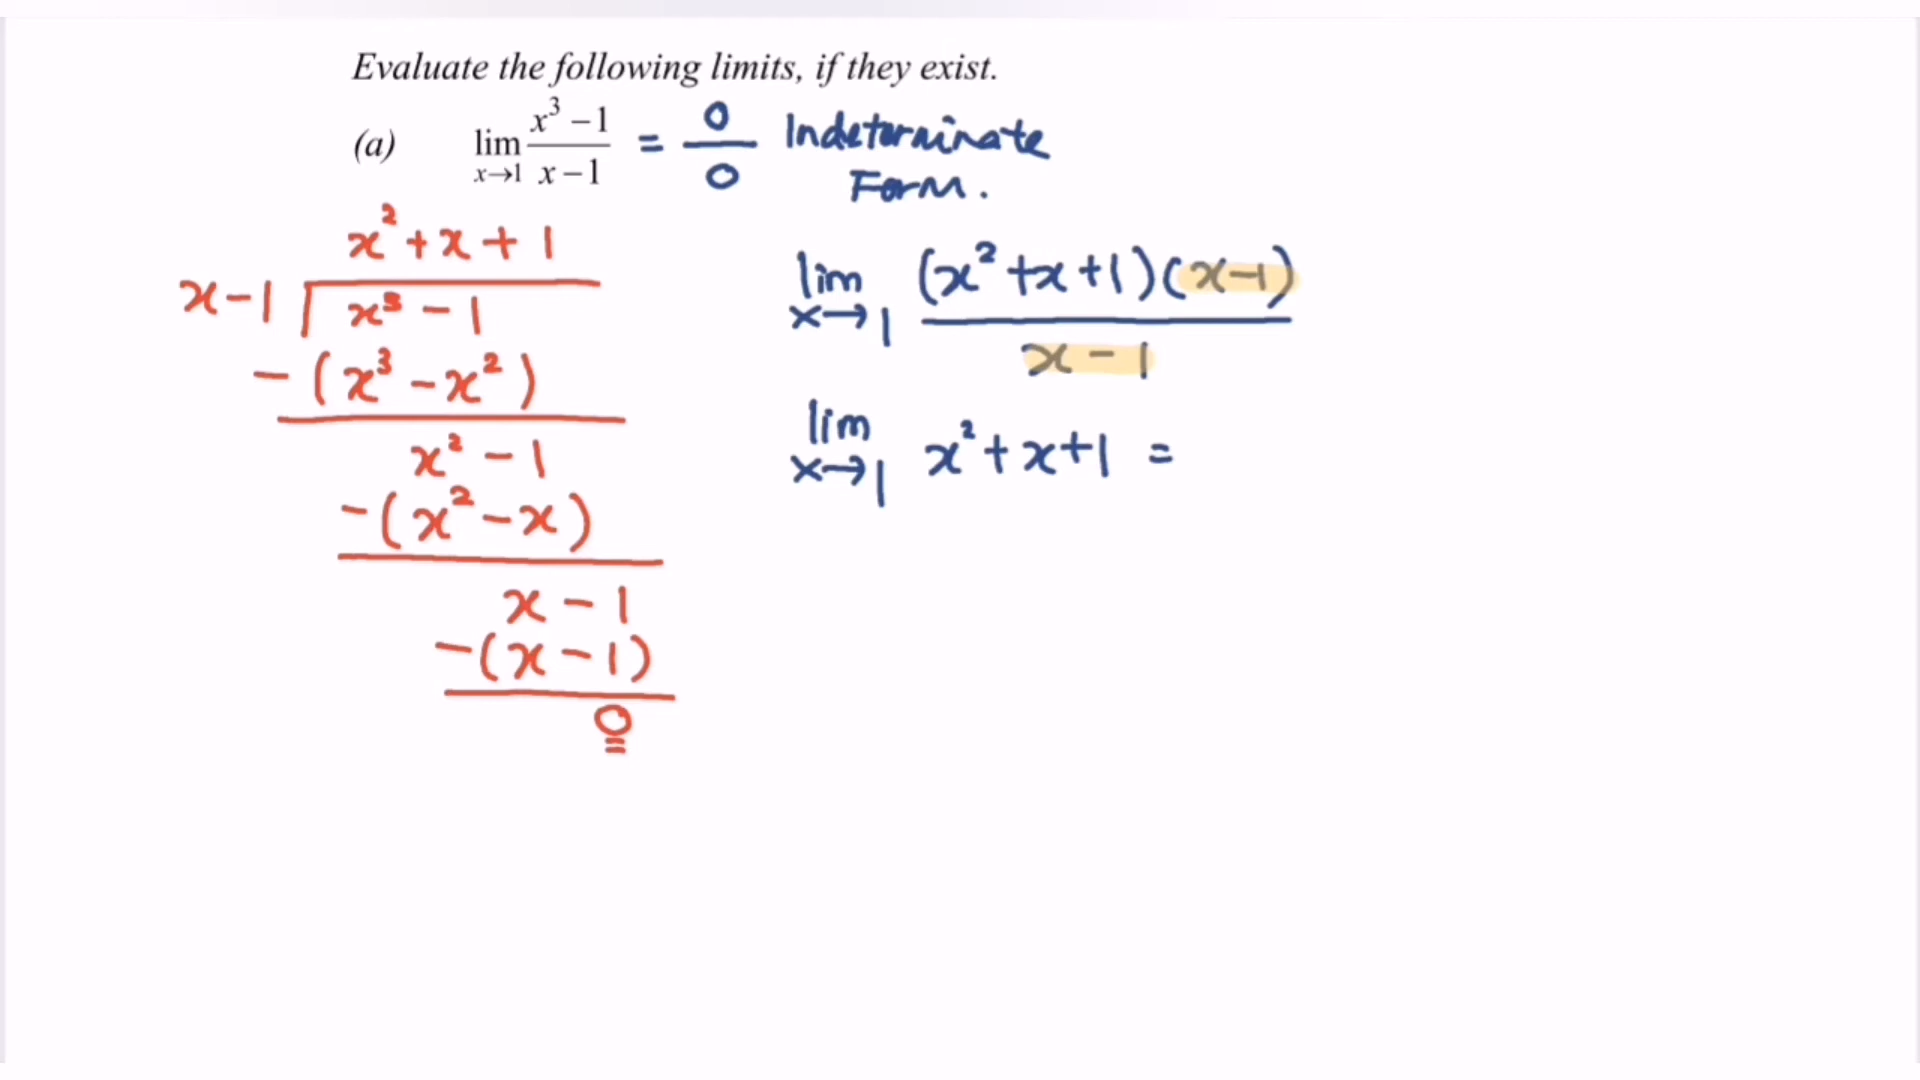 Evaluate the following limits, if they exist.
(a) lim x→1 x³ − 1 / x − 1 = 0 / 0 Indeterminate
Form.
x² + x + 1
x − 1 x³ − 1
− (x³ − x²)
x² − 1
− (x² − x)
x − 1
− (x − 1)
0
lim x→1 (x² + x + 1)(x − 1) / x − 1
lim x→1 x² + x + 1 =